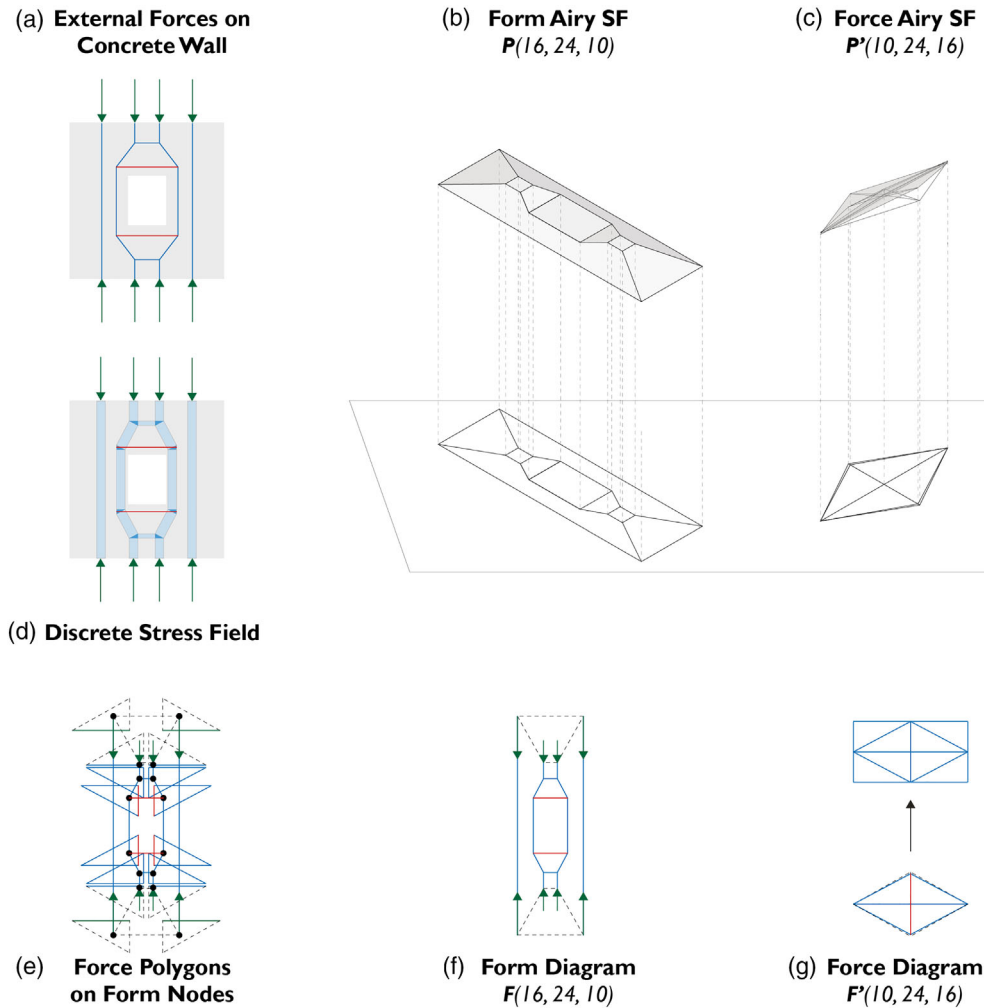 (a) External Forces on
Concrete Wall
(b) Form Airy SF
P(16, 24, 10)
(c) Force Airy SF
P'(10, 24, 16)
(d) Discrete Stress Field
(e) Force Polygons
on Form Nodes
(f) Form Diagram
F(16, 24, 10)
(g) Force Diagram
F'(10, 24, 16)